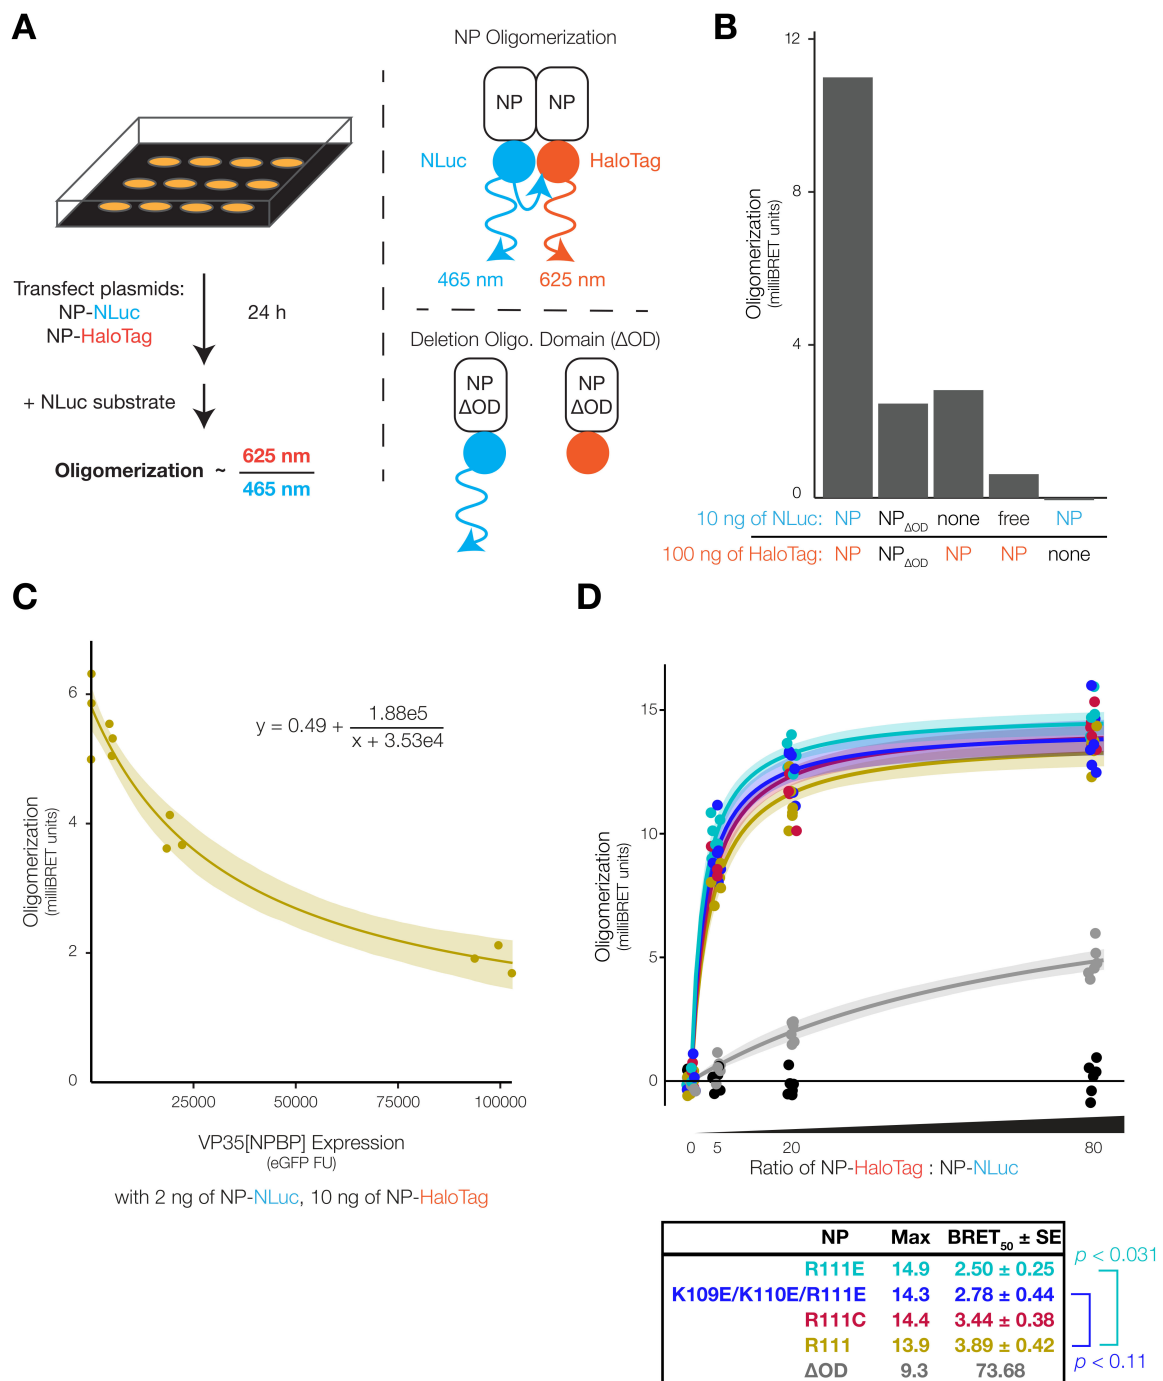 A
NP Oligomerization
NP NP
NLuc
HaloTag
465 nm 625 nm
Transfect plasmids:
NP-NLuc
NP-HaloTag
24 h
+ NLuc substrate
Oligomerization ~ 625 nm
465 nm
Deletion Oligo. Domain (ΔOD)
NP NP
ΔOD ΔOD
B
12
8
4
0
Oligomerization
(milliBRET units)
10 ng of NLuc: NP NPΔOD none free NP
100 ng of HaloTag: NP NPΔOD NP NP none
C
6
4
2
0
Oligomerization
(milliBRET units)
y = 0.49 + 1.88e5
x + 3.53e4
25000 50000 75000 100000
VP35[NPBP] Expression
(eGFP FU)
with 2 ng of NP-NLuc, 10 ng of NP-HaloTag
D
15
10
5
0
Oligomerization
(milliBRET units)
0 5 20 80
Ratio of NP-HaloTag : NP-NLuc
NP Max BRET50 ± SE
R111E 14.9 2.50 ± 0.25
K109E/K110E/R111E 14.3 2.78 ± 0.44
R111C 14.4 3.44 ± 0.38
R111 13.9 3.89 ± 0.42
ΔOD 9.3 73.68
p < 0.031
p < 0.11